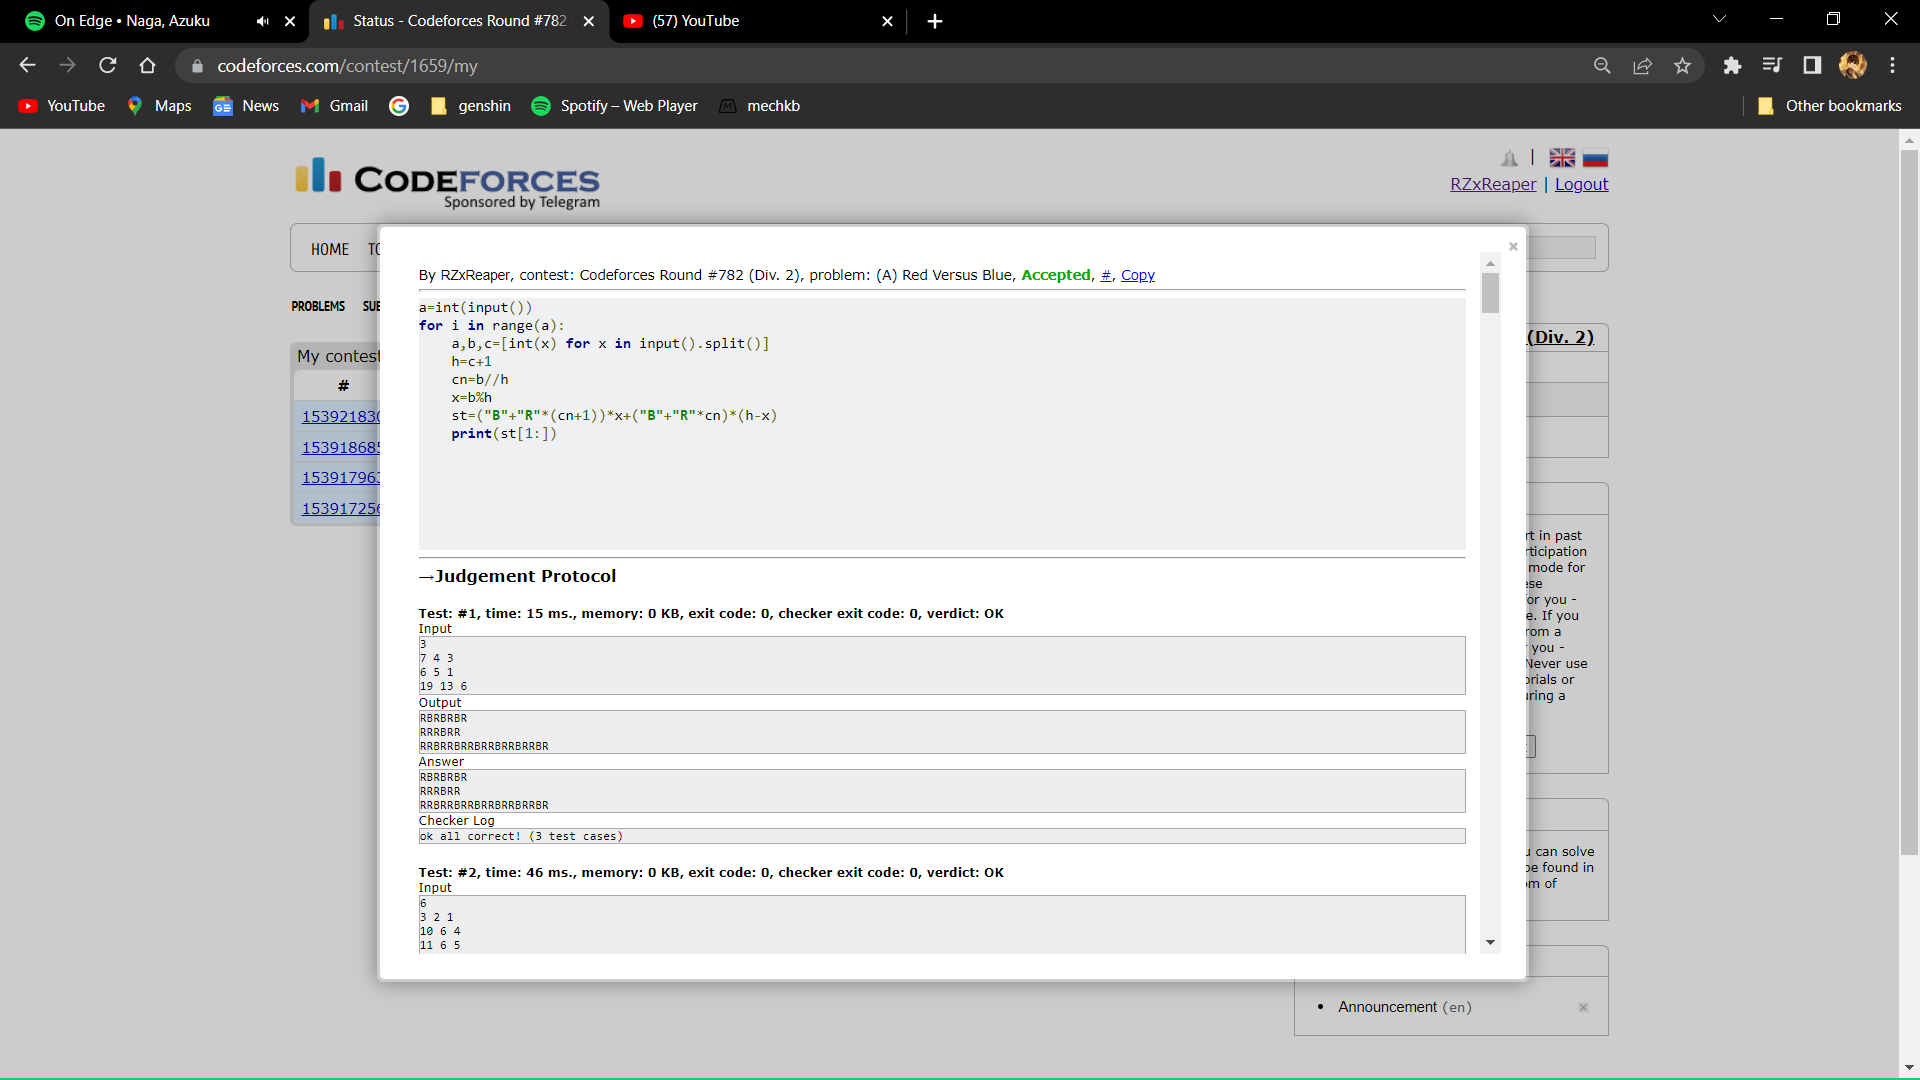 On Edge • Naga, Azuku
Status - Codeforces Round #782
(57) YouTube
codeforces.com/contest/1659/my
YouTube
Maps
News
Gmail
genshin
Spotify – Web Player
mechkb
Other bookmarks
CODEFORCES
Sponsored by Telegram
|
RZxReaper | Logout
HOME
PROBLEMS
By RZxReaper, contest: Codeforces Round #782 (Div. 2), problem: (A) Red Versus Blue, Accepted, #, Copy
a=int(input())
for i in range(a):
    a,b,c=[int(x) for x in input().split()]
    h=c+1
    cn=b//h
    x=b%h
    st=("B"+"R"*(cn+1))*x+("B"+"R"*cn)*(h-x)
    print(st[1:])
→Judgement Protocol
Test: #1, time: 15 ms., memory: 0 KB, exit code: 0, checker exit code: 0, verdict: OK
Input
3
7 4 3
6 5 1
19 13 6
Output
RBRBRBR
RRRBRR
RRBRRBRRBRRBRRBRRBR
Answer
RBRBRBR
RRRBRR
RRBRRBRRBRRBRRBRRBR
Checker Log
ok all correct! (3 test cases)
Test: #2, time: 46 ms., memory: 0 KB, exit code: 0, checker exit code: 0, verdict: OK
Input
6
3 2 1
10 6 4
11 6 5
My contest
#
15392183
15391868
15391796
15391725
(Div. 2)
rt in past
rticipation
mode for
ese
for you -
e. If you
rom a
you -
Never use
orials or
uring a
u can solve
be found in
om of
• Announcement (en)